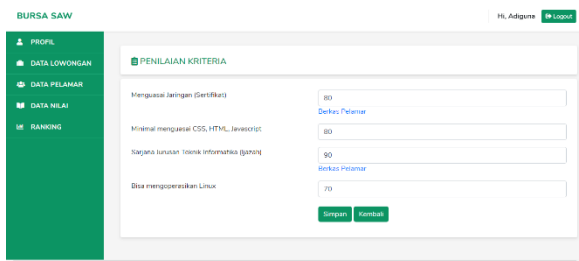 BURSA SAW
Hi, Adiguna
Logout
PROFIL
DATA LOWONGAN
DATA PELAMAR
DATA NILAI
RANKING
PENILAIAN KRITERIA
Menguasai Jaringan (Sertifikat)
80
Berkas Pelamar
Minimal menguasai CSS, HTML, Javascript
80
Sarjana Jurusan Teknik Informatika (Ijazah)
90
Berkas Pelamar
Bisa mengoperasikan Linux
70
Simpan
Kembali